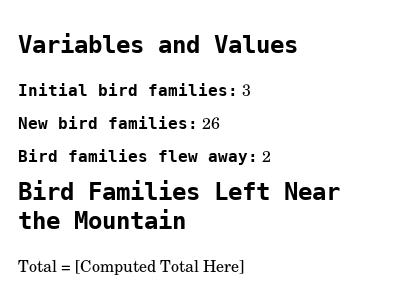 Variables and Values
Initial bird families: 3
New bird families: 26
Bird families flew away: 2
Bird Families Left Near
the Mountain
Total = [Computed Total Here]